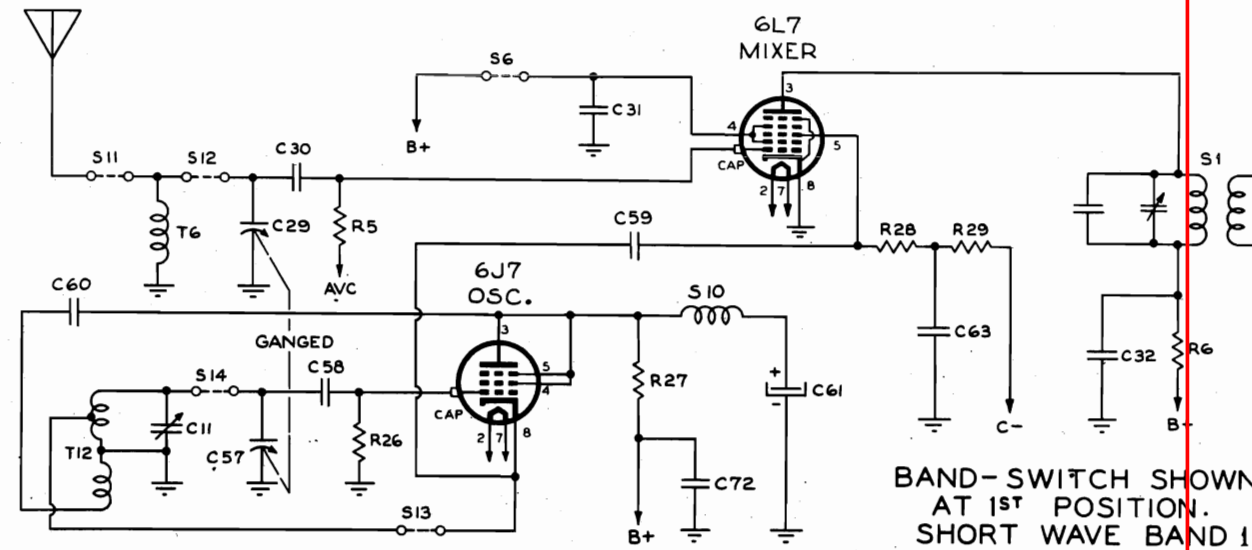 6L7
MIXER
S6
3
C31
4
B+
CAP
5
2 7 8
S11 S12 C30
S1
T6 C29 R5
C59
R28 R29
AVC
C60
6J7
OSC.
S10
3
GANGED
C63
C58
S14
5
4
R27
+
C61
-
C32 R6
CAP
C11
R26
2 7 8
T12
C57
C-
B+
C72
S13
B+
BAND-SWITCH SHOWN
AT 1ST POSITION.
SHORT WAVE BAND 1